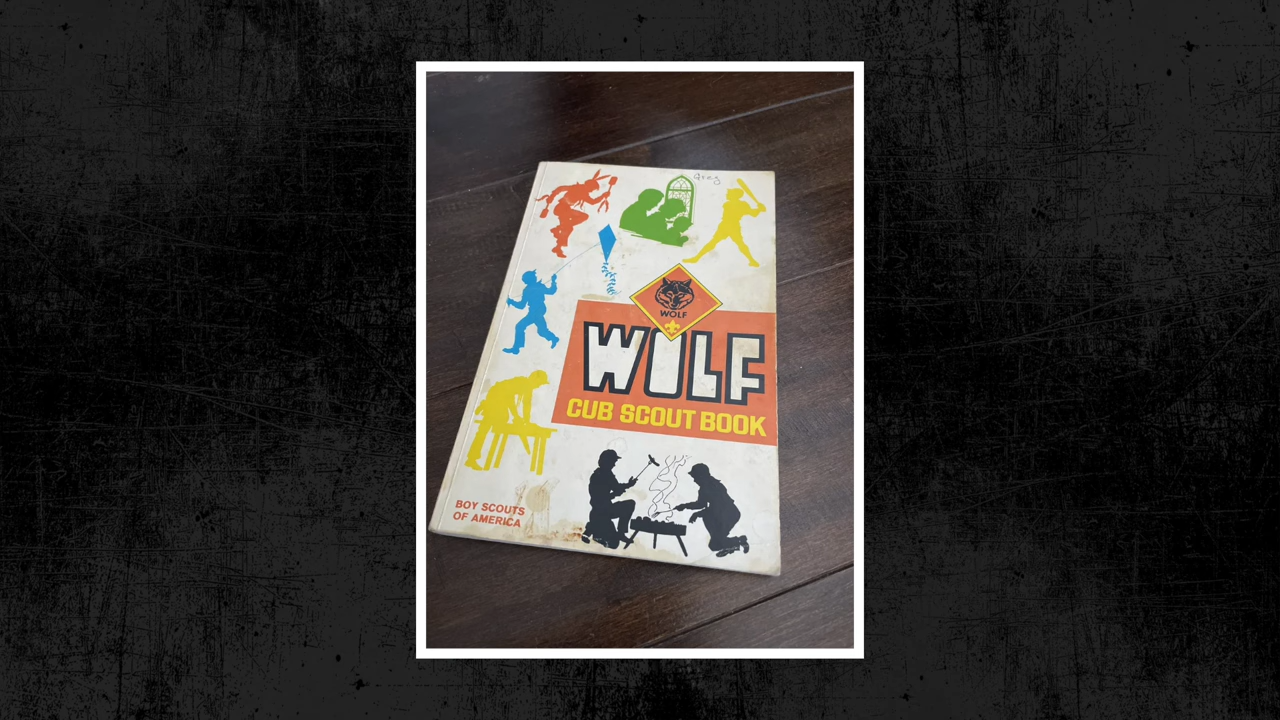 Greg
WOLF
WOLF
CUB SCOUT BOOK
BOY SCOUTS
OF AMERICA